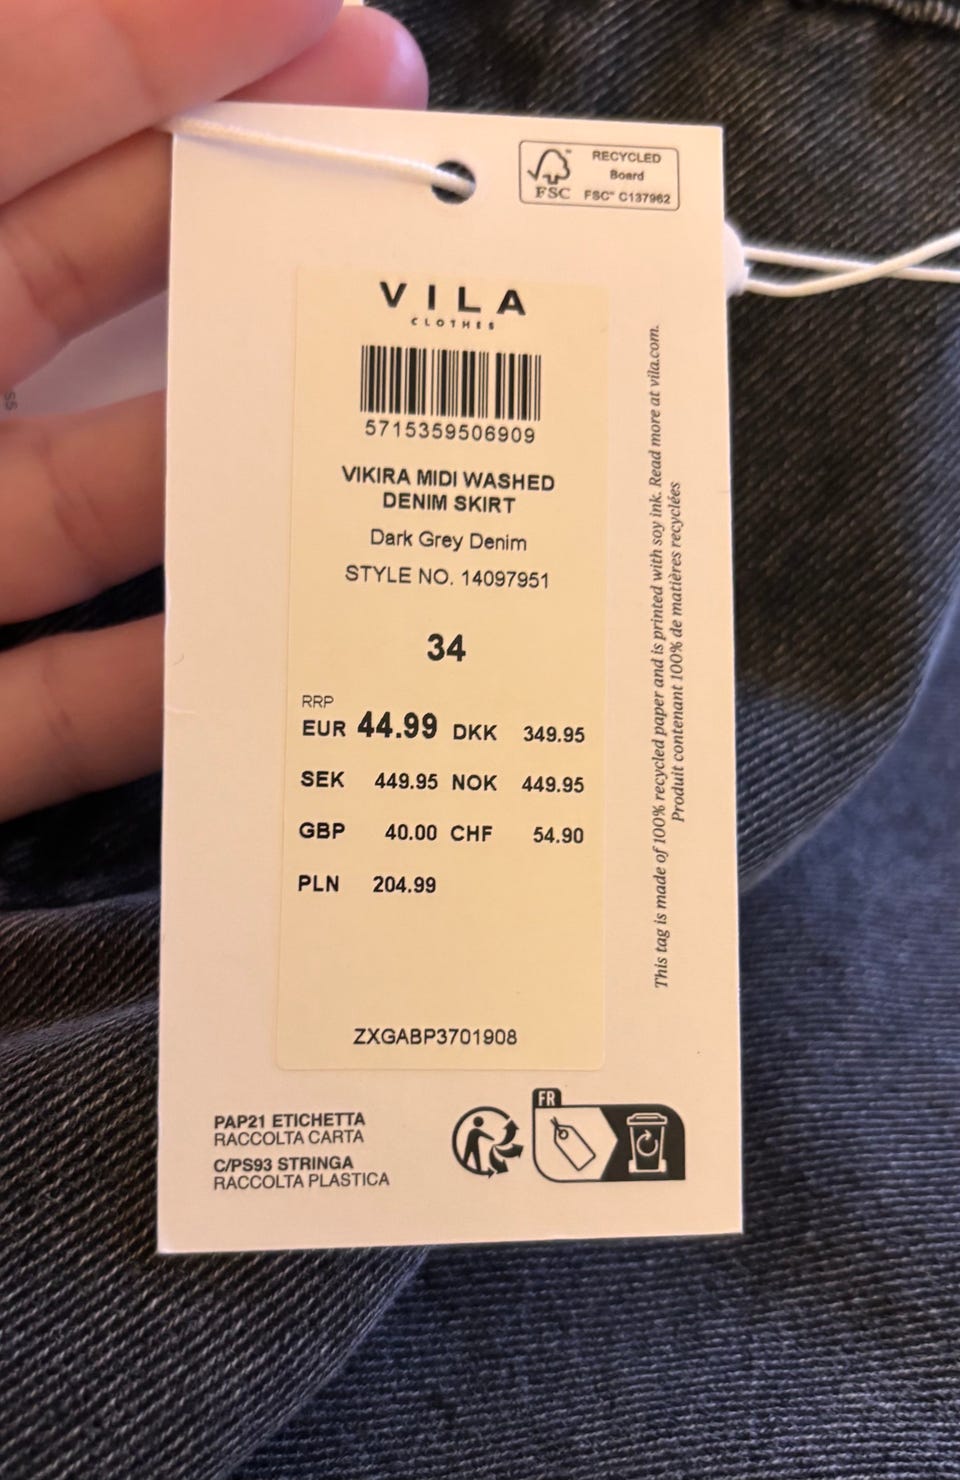 RECYCLED
Board
FSC™ C137962
FSC
VILA
CLOTHES
5715359506909
VIKIRA MIDI WASHED
DENIM SKIRT
Dark Grey Denim
STYLE NO. 14097951
34
RRP
EUR 44.99 DKK 349.95
SEK 449.95 NOK 449.95
GBP 40.00 CHF 54.90
PLN 204.99
ZXGABP3701908
This tag is made of 100% recycled paper and is printed with soy ink. Read more at vila.com.
Produit contenant 100% de matières recyclées
PAP21 ETICHETTA
RACCOLTA CARTA
C/PS93 STRINGA
RACCOLTA PLASTICA
FR